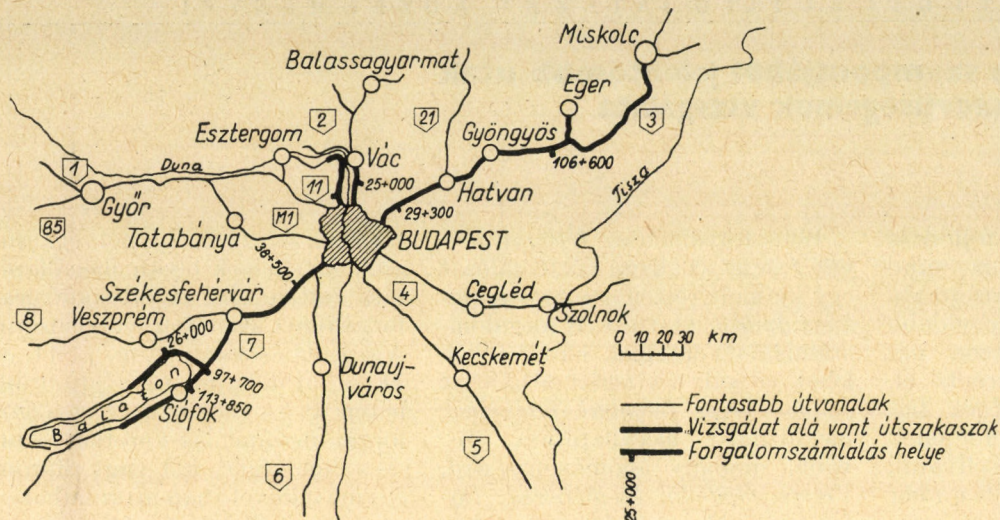 Miskolc
Balassagyarmat
Eger
2
21
3
Esztergom
Gyöngyös
Vác
106+600
1
Duna
11
25+000
Hatvan
Tisza
Győr
29+300
85
M1
Tatabánya
BUDAPEST
38+500
4
Cegléd
Székesfehérvár
Szolnok
8
Veszprém
26+000
7
0 10 20 30 km
Kecskemét
Dunaúj-
város
97+700
113+850
Balaton
Siófok
Fontosabb útvonalak
Vizsgálat alá vont útszakaszok
Forgalomszámlálás helye
5
6
25+000